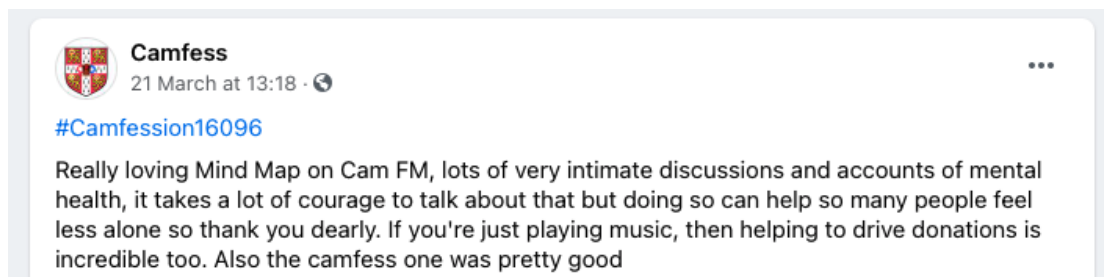 Camfess
21 March at 13:18 ·
#Camfession16096
Really loving Mind Map on Cam FM, lots of very intimate discussions and accounts of mental
health, it takes a lot of courage to talk about that but doing so can help so many people feel
less alone so thank you dearly. If you're just playing music, then helping to drive donations is
incredible too. Also the camfess one was pretty good